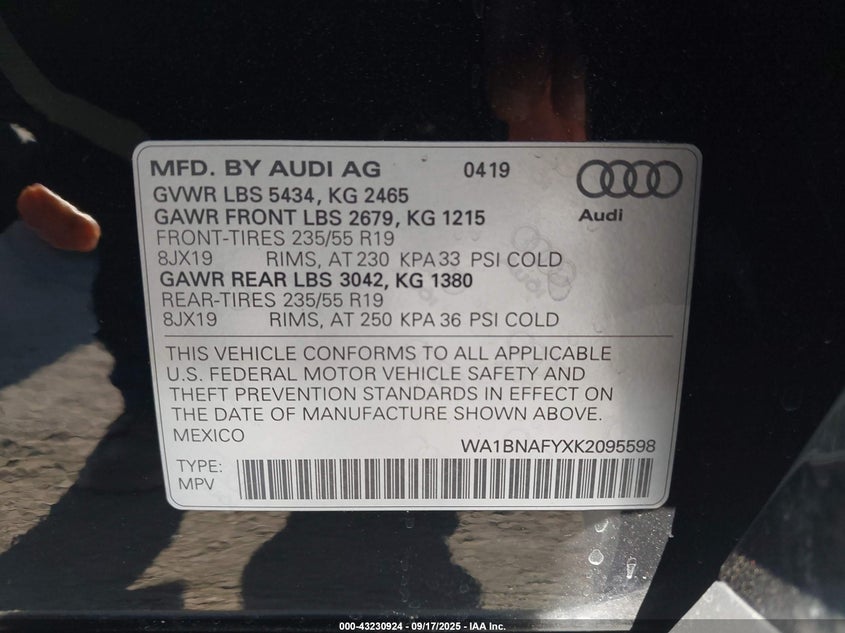 MFD. BY AUDI AG 0419
GVWR LBS 5434, KG 2465
GAWR FRONT LBS 2679, KG 1215
Audi
FRONT-TIRES 235/55 R19
8JX19 RIMS, AT 230 KPA 33 PSI COLD
GAWR REAR LBS 3042, KG 1380
REAR-TIRES 235/55 R19
8JX19 RIMS, AT 250 KPA 36 PSI COLD
THIS VEHICLE CONFORMS TO ALL APPLICABLE
U.S. FEDERAL MOTOR VEHICLE SAFETY AND
THEFT PREVENTION STANDARDS IN EFFECT ON
THE DATE OF MANUFACTURE SHOWN ABOVE.
MEXICO
WA1BNAFYXK2095598
TYPE:
MPV
000-43230924 - 09/17/2025 - IAA Inc.